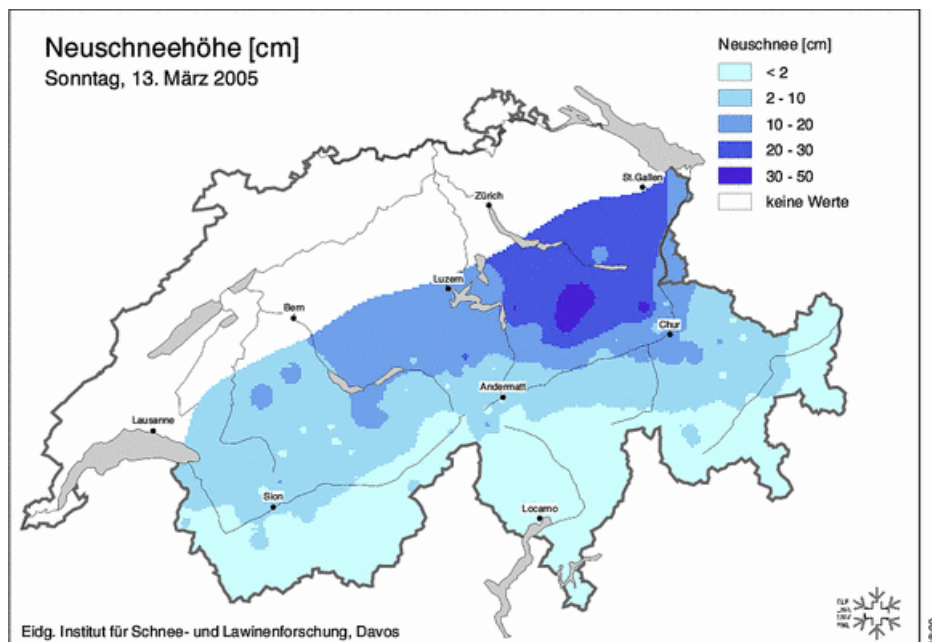 Neuschneehöhe [cm]
Sonntag, 13. März 2005
Neuschnee [cm]
< 2
2 - 10
10 - 20
20 - 30
30 - 50
keine Werte
St.Gallen
Zürich
Luzern
Bern
Chur
Andermatt
Lausanne
Sion
Locarno
Eidg. Institut für Schnee- und Lawinenforschung, Davos